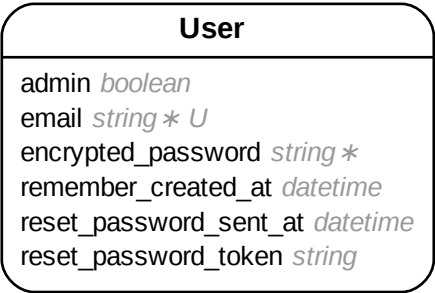 User
admin boolean
email string∗ U
encrypted_password string∗
remember_created_at datetime
reset_password_sent_at datetime
reset_password_token string